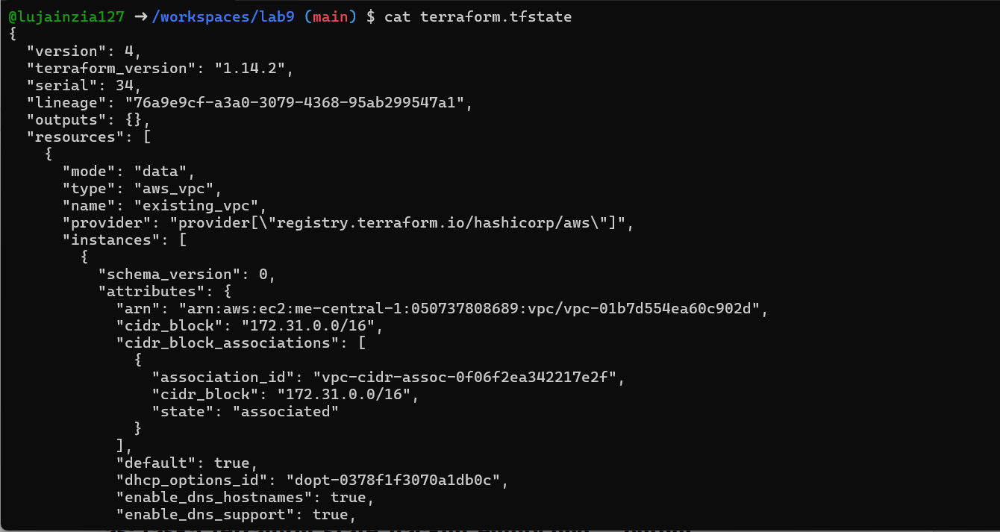 @lujainzia127 → /workspaces/lab9 (main) $ cat terraform.tfstate
{
  "version": 4,
  "terraform_version": "1.14.2",
  "serial": 34,
  "lineage": "76a9e9cf-a3a0-3079-4368-95ab299547a1",
  "outputs": {},
  "resources": [
    {
      "mode": "data",
      "type": "aws_vpc",
      "name": "existing_vpc",
      "provider": "provider[\"registry.terraform.io/hashicorp/aws\"]",
      "instances": [
        {
          "schema_version": 0,
          "attributes": {
            "arn": "arn:aws:ec2:me-central-1:050737808689:vpc/vpc-01b7d554ea60c902d",
            "cidr_block": "172.31.0.0/16",
            "cidr_block_associations": [
              {
                "association_id": "vpc-cidr-assoc-0f06f2ea342217e2f",
                "cidr_block": "172.31.0.0/16",
                "state": "associated"
              }
            ],
            "default": true,
            "dhcp_options_id": "dopt-0378f1f3070a1db0c",
            "enable_dns_hostnames": true,
            "enable_dns_support": true,